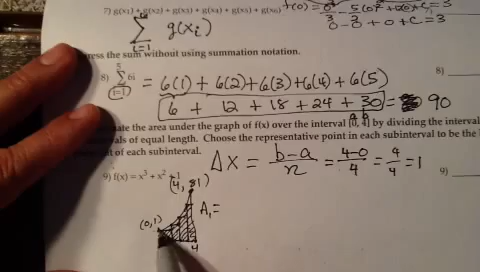 7) g(x₁) + g(x₂) + g(x₃) + g(x₄) + g(x₅) + g(x₆)
∑ g(xᵢ)
i=1
0 - 0 + 0 + C = 3
ress the sum without using summation notation.
8) ∑ 6i = 6(1) + 6(2) + 6(3) + 6(4) + 6(5) 8)
5
i=1
6 + 12 + 18 + 24 + 30 = 90
a b
ate the area under the graph of f(x) over the interval [0, 4] by dividing the interval
vals of equal length. Choose the representative point in each subinterval to be the
of each subinterval.
Δx = b-a/n = 4-0/4 = 4/4 = 1
9) f(x) = x³ + x² + 1 9)
(4, 81)
(0,1)
A₁=
4